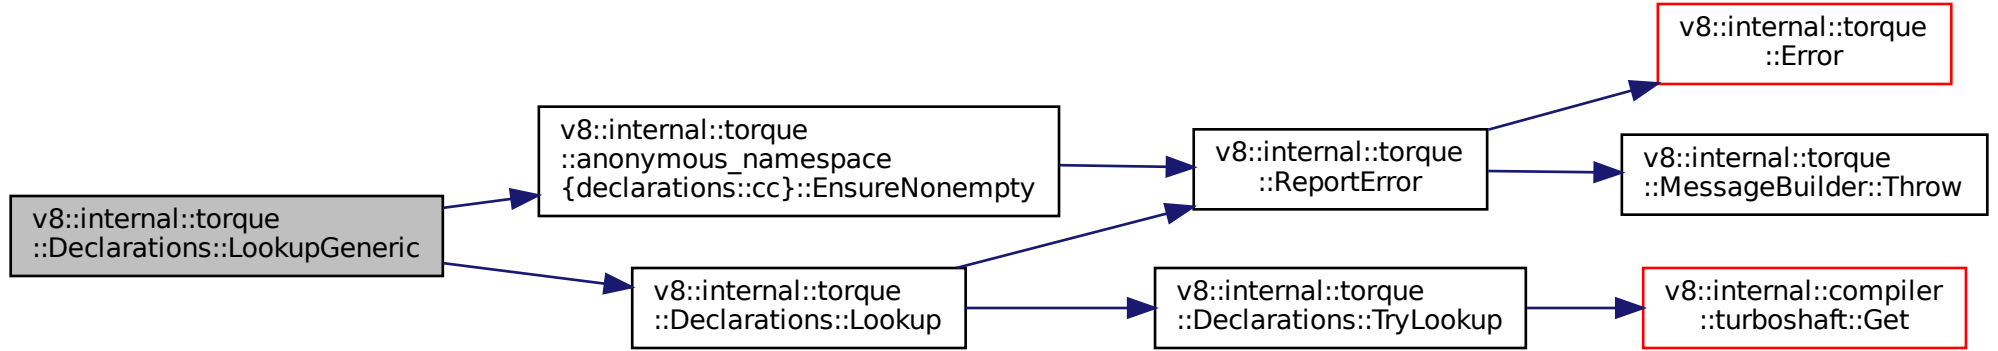 v8::internal::torque
::Declarations::LookupGeneric
v8::internal::torque
::anonymous_namespace
{declarations::cc}::EnsureNonempty
v8::internal::torque
::ReportError
v8::internal::torque
::Error
v8::internal::torque
::MessageBuilder::Throw
v8::internal::torque
::Declarations::Lookup
v8::internal::torque
::Declarations::TryLookup
v8::internal::compiler
::turboshaft::Get